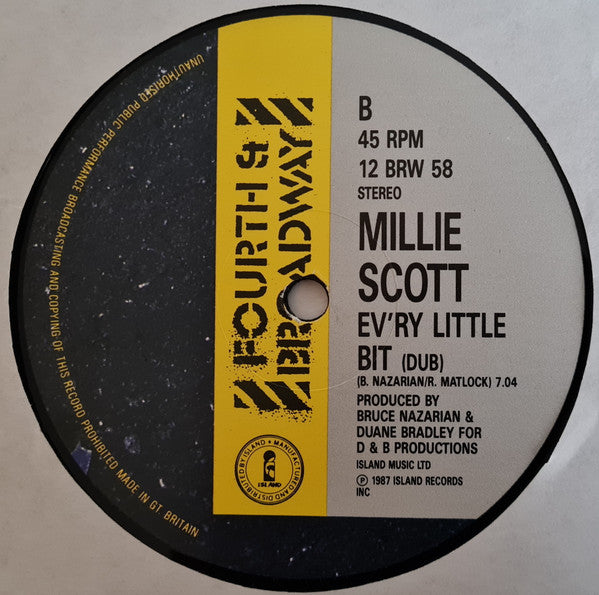 B
45 RPM
12 BRW 58
STEREO
MILLIE
SCOTT
EV'RY LITTLE
BIT (DUB)
(B. NAZARIAN/R. MATLOCK) 7.04
PRODUCED BY
BRUCE NAZARIAN &
DUANE BRADLEY FOR
D & B PRODUCTIONS
ISLAND MUSIC LTD
Ⓟ 1987 ISLAND RECORDS
INC
FOURTH &
BROADWAY
MANUFACTURED AND DISTRIBUTED BY ISLAND •
ISLAND
UNAUTHORISED PUBLIC PERFORMANCE BROADCASTING AND COPYING OF THIS RECORD PROHIBITED MADE IN GT. BRITAIN